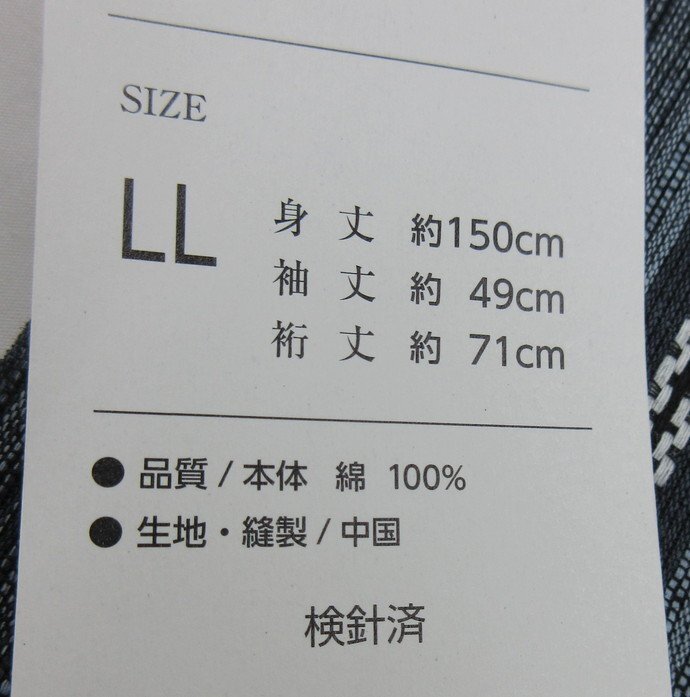 SIZE
LL
身丈 約150cm
袖丈 約 49cm
裄丈 約 71cm
● 品質 / 本体 綿 100%
● 生地・縫製 / 中国
検針済